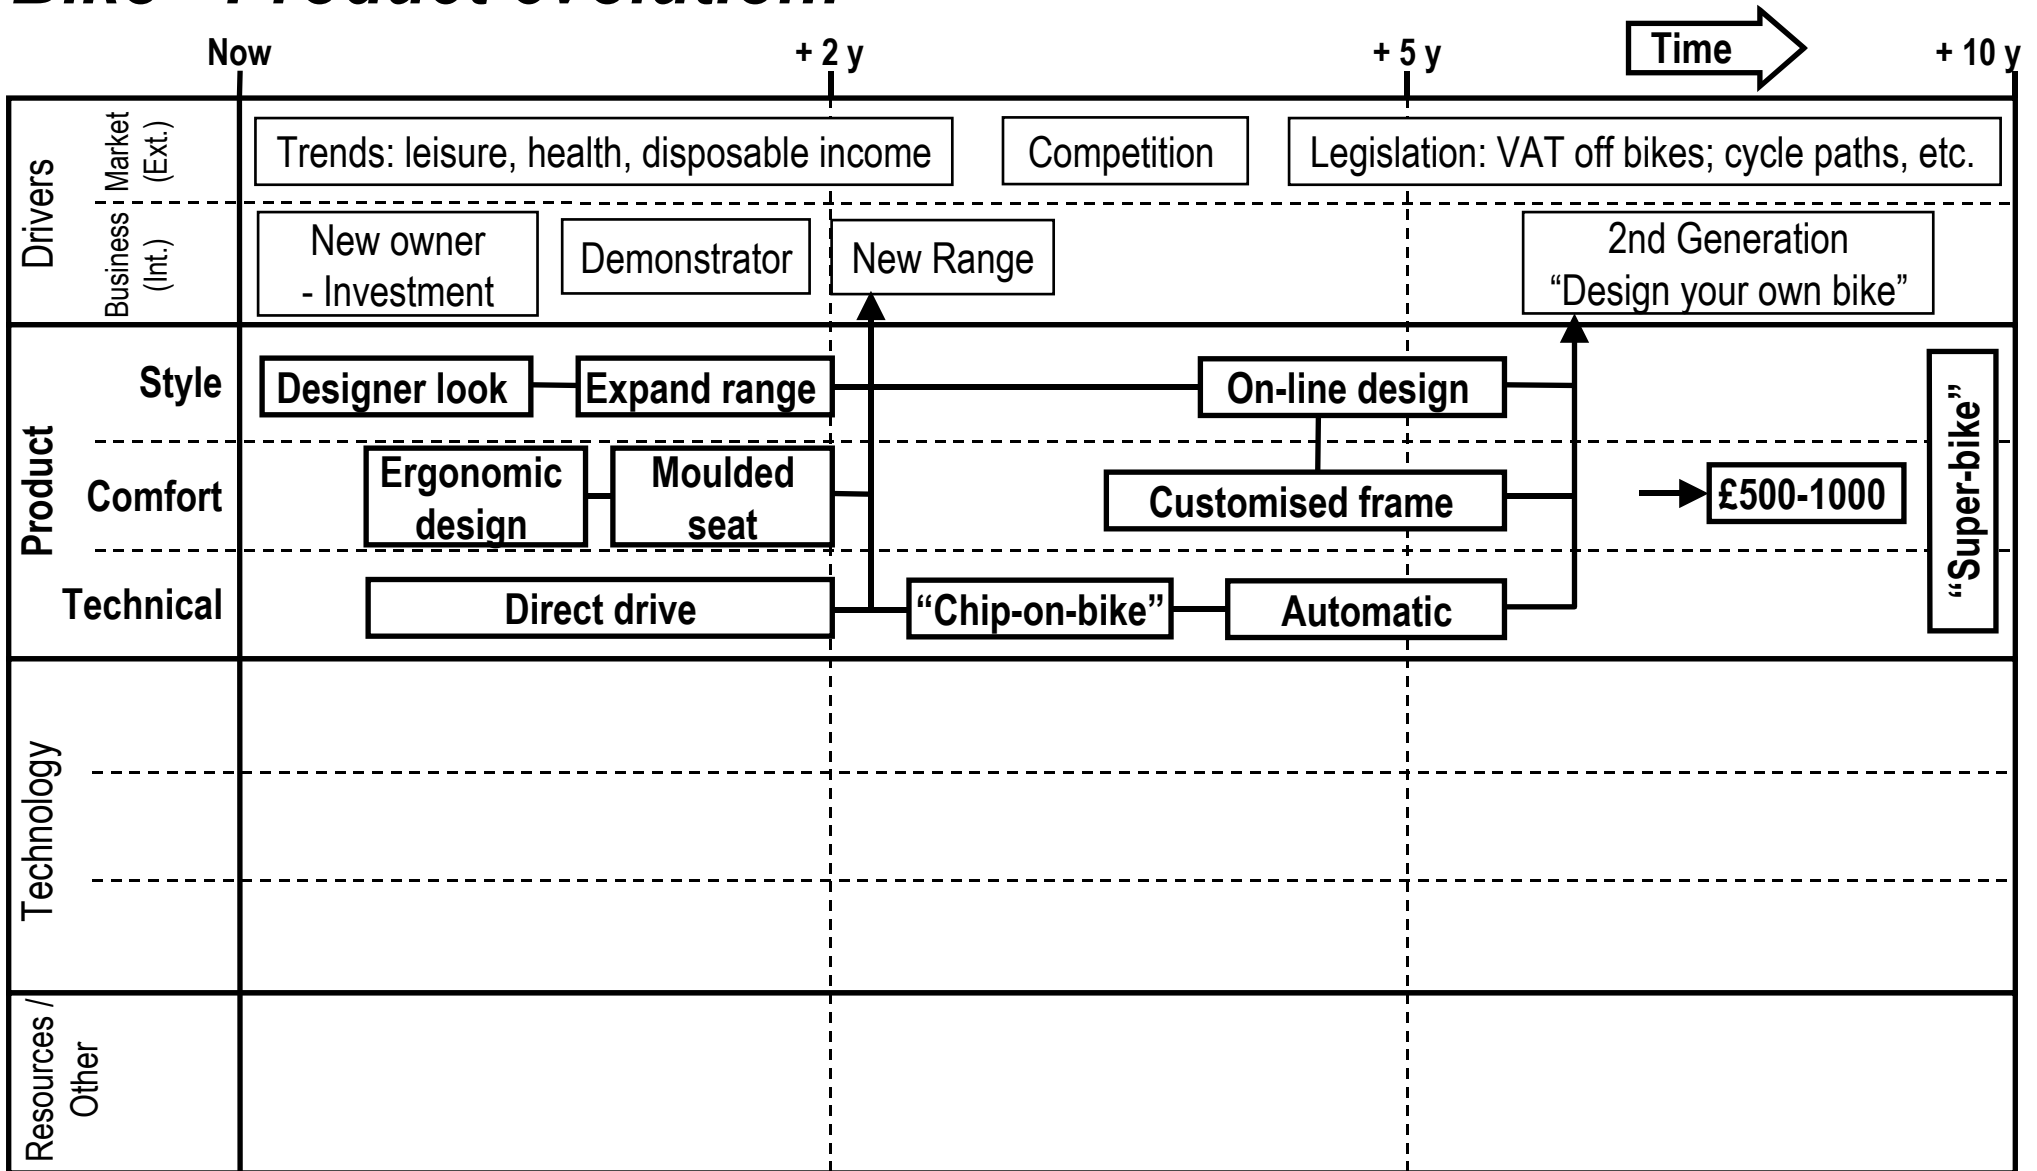 Bike - Product evolution...
Now
+ 2 y
+ 5 y
Time
+ 10 y
Drivers
Market
(Ext.)
Trends: leisure, health, disposable income
Competition
Legislation: VAT off bikes; cycle paths, etc.
Business
(Int.)
New owner
- Investment
Demonstrator
New Range
2nd Generation
“Design your own bike”
Product
Style
Designer look
Expand range
On-line design
Comfort
Ergonomic
design
Moulded
seat
Customised frame
£500-1000
“Super-bike”
Technical
Direct drive
“Chip-on-bike”
Automatic
Technology
Resources /
Other